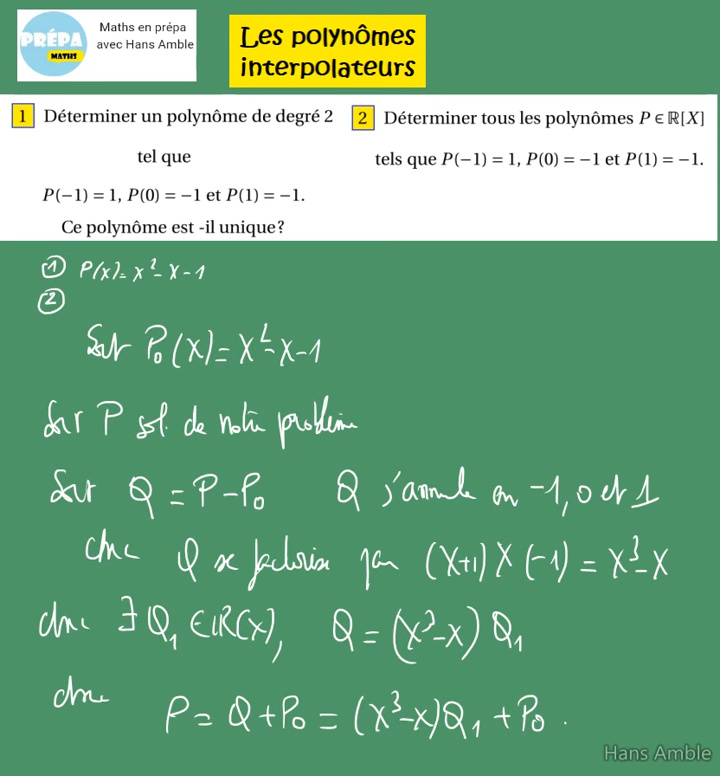 PRÉPA
MATHS
Maths en prépa
avec Hans Amble
Les polynômes
interpolateurs
1 Déterminer un polynôme de degré 2
tel que
P(−1) = 1, P(0) = −1 et P(1) = −1.
Ce polynôme est -il unique?
2 Déterminer tous les polynômes P ∈ ℝ[X]
tels que P(−1) = 1, P(0) = −1 et P(1) = −1.
① P(X) = X² − X − 1
②
Soit P₀(X) = X² − X − 1
Soit P sol. de notre problème
Soit Q = P − P₀ Q s'annule en −1, 0 et 1
donc Q se factorise par (X+1) X (−1) = X³ − X
donc ∃ Q₁ ∈ ℝ(X), Q = (X³ − X) Q₁
donc
P = Q + P₀ = (X³ − X) Q₁ + P₀ .
Hans Amble